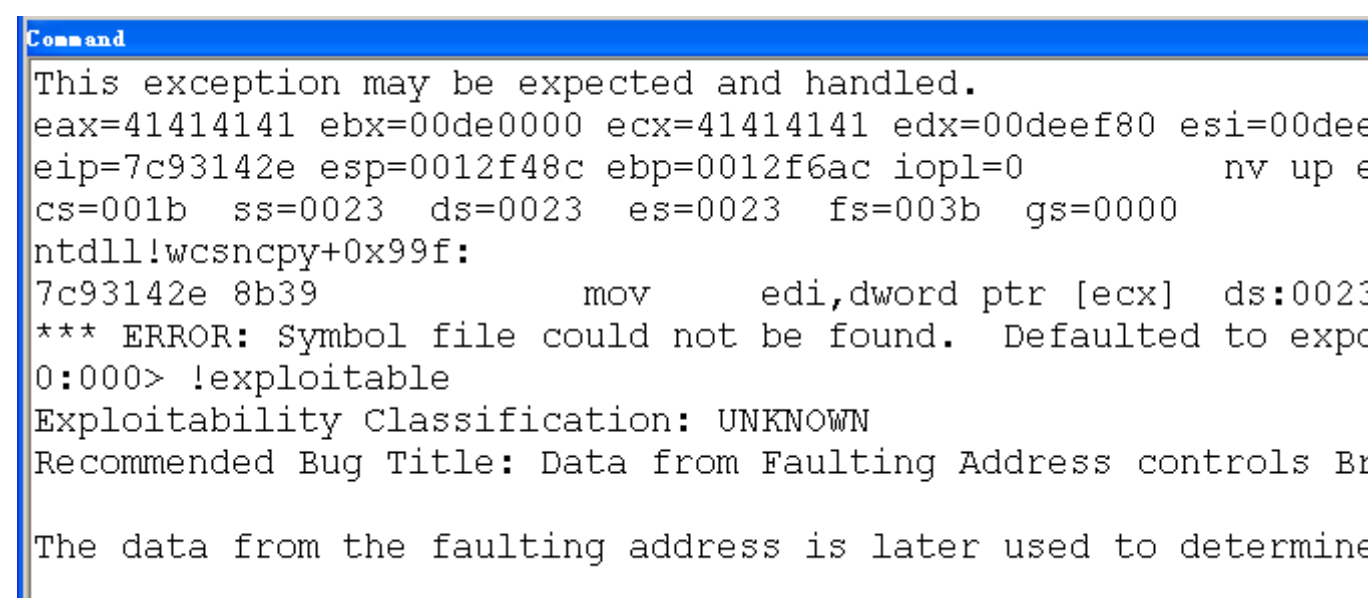 Command
This exception may be expected and handled.
eax=41414141 ebx=00de0000 ecx=41414141 edx=00deef80 esi=00dee
eip=7c93142e esp=0012f48c ebp=0012f6ac iopl=0 nv up e
cs=001b ss=0023 ds=0023 es=0023 fs=003b gs=0000
ntdll!wcsncpy+0x99f:
7c93142e 8b39 mov edi,dword ptr [ecx] ds:0023
*** ERROR: Symbol file could not be found. Defaulted to expo
0:000> !exploitable
Exploitability Classification: UNKNOWN
Recommended Bug Title: Data from Faulting Address controls Br
The data from the faulting address is later used to determine